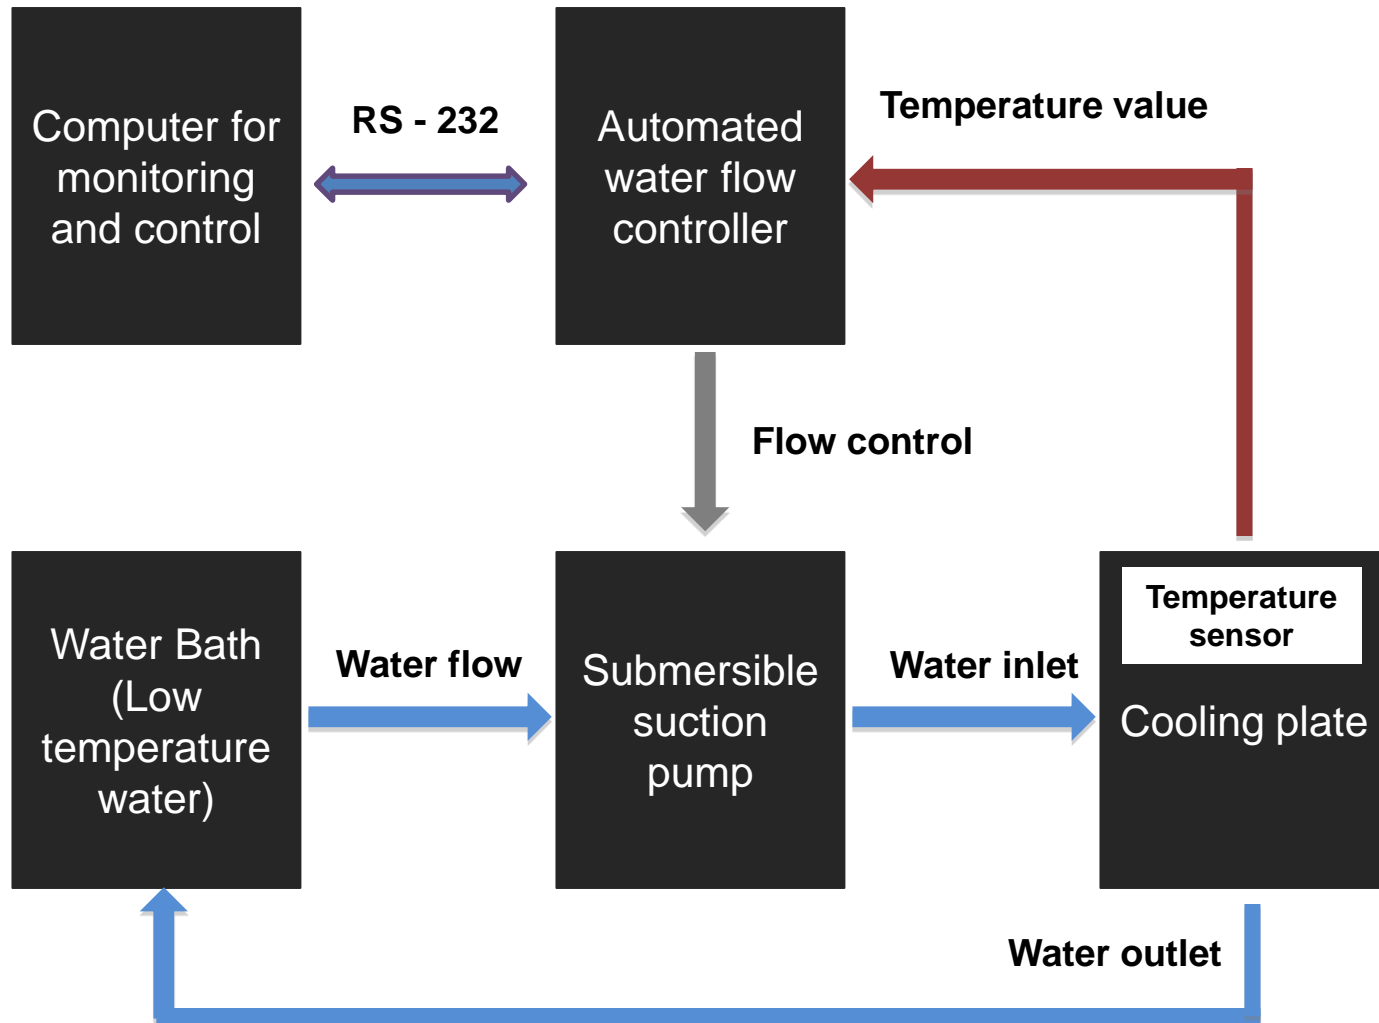 Computer for
monitoring
and control
RS - 232
Automated
water flow
controller
Temperature value
Flow control
Water Bath
(Low
temperature
water)
Water flow
Submersible
suction
pump
Water inlet
Temperature
sensor
Cooling plate
Water outlet